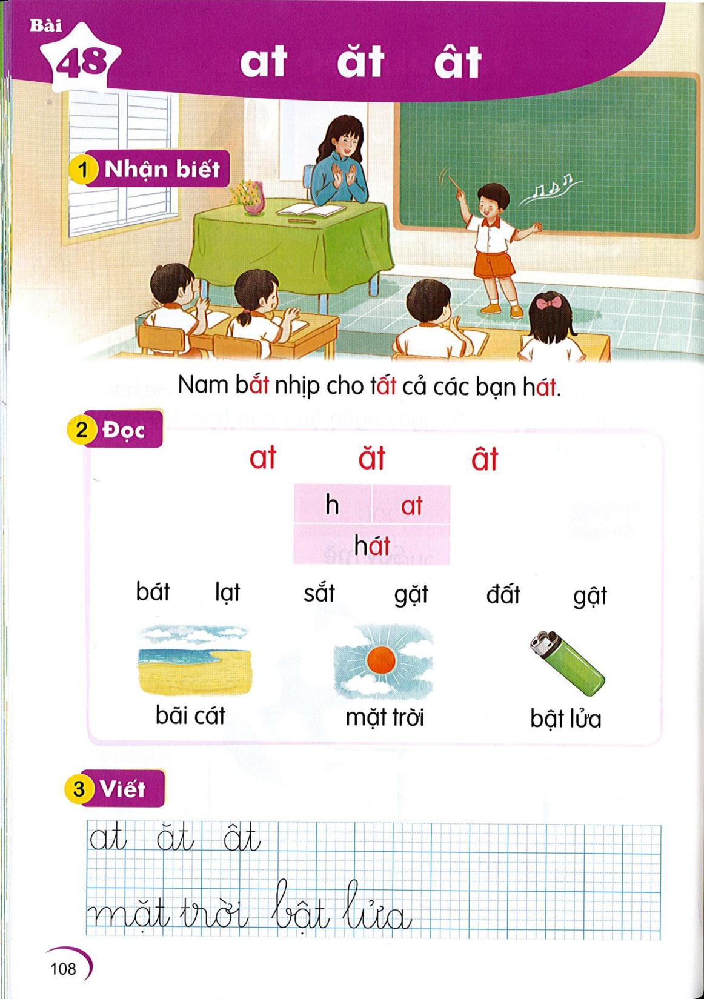 Bài
48
at ăt ât
1 Nhận biết
Nam bắt nhịp cho tất cả các bạn hát.
2 Đọc
at ăt ât
h at
hát
bát lạt sắt gặt đất gật
bãi cát mặt trời bật lửa
3 Viết
at ăt ât
mặt trời bật lửa
108